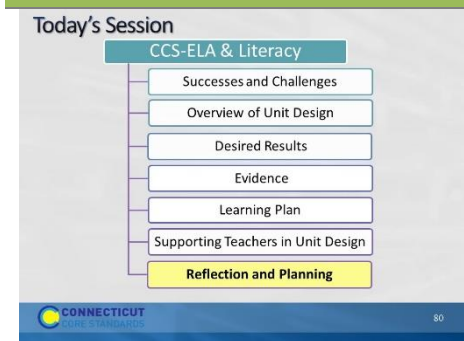 Today's Session
CCS-ELA & Literacy
Successes and Challenges
Overview of Unit Design
Desired Results
Evidence
Learning Plan
Supporting Teachers in Unit Design
Reflection and Planning
CONNECTICUT
CORE STANDARDS
80